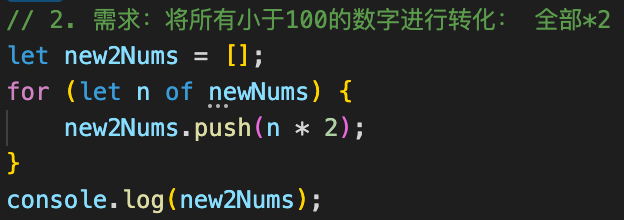 // 2. 需求：将所有小于100的数字进行转化： 全部*2
let new2Nums = [];
for (let n of newNums) {
    new2Nums.push(n * 2);
}
console.log(new2Nums);